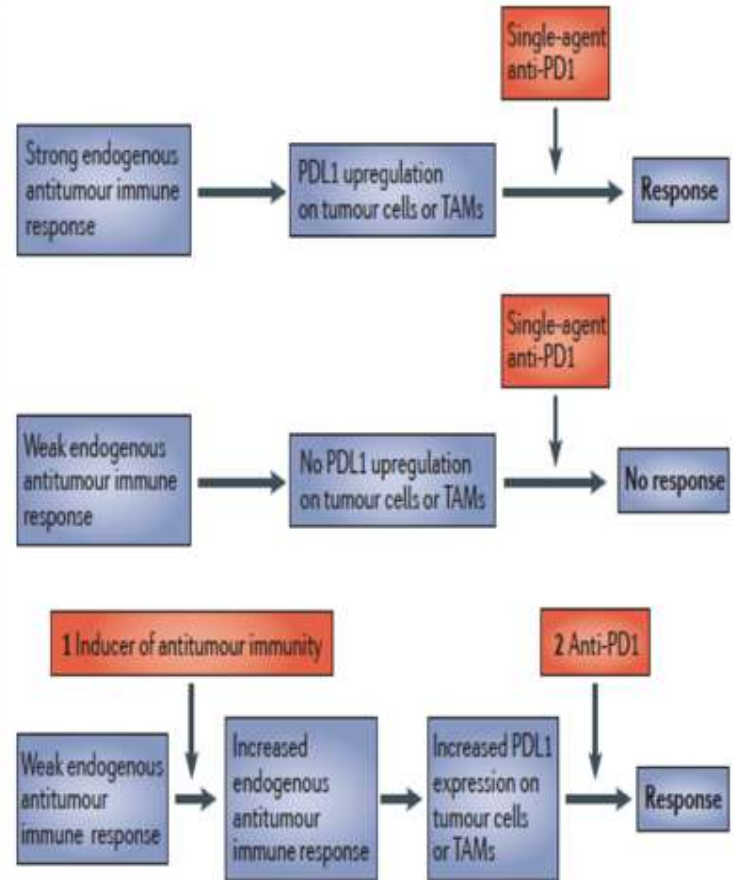 Single-agent
anti-PD1
Strong endogenous
antitumour immune
response
PDL1 upregulation
on tumour cells or TAMs
Response
Single-agent
anti-PD1
Weak endogenous
antitumour immune
response
No PDL1 upregulation
on tumour cells or TAMs
No response
1 Inducer of antitumour immunity
2 Anti-PD1
Weak endogenous
antitumour
immune response
Increased
endogenous
antitumour
immune response
Increased PDL1
expression on
tumour cells
or TAMs
Response